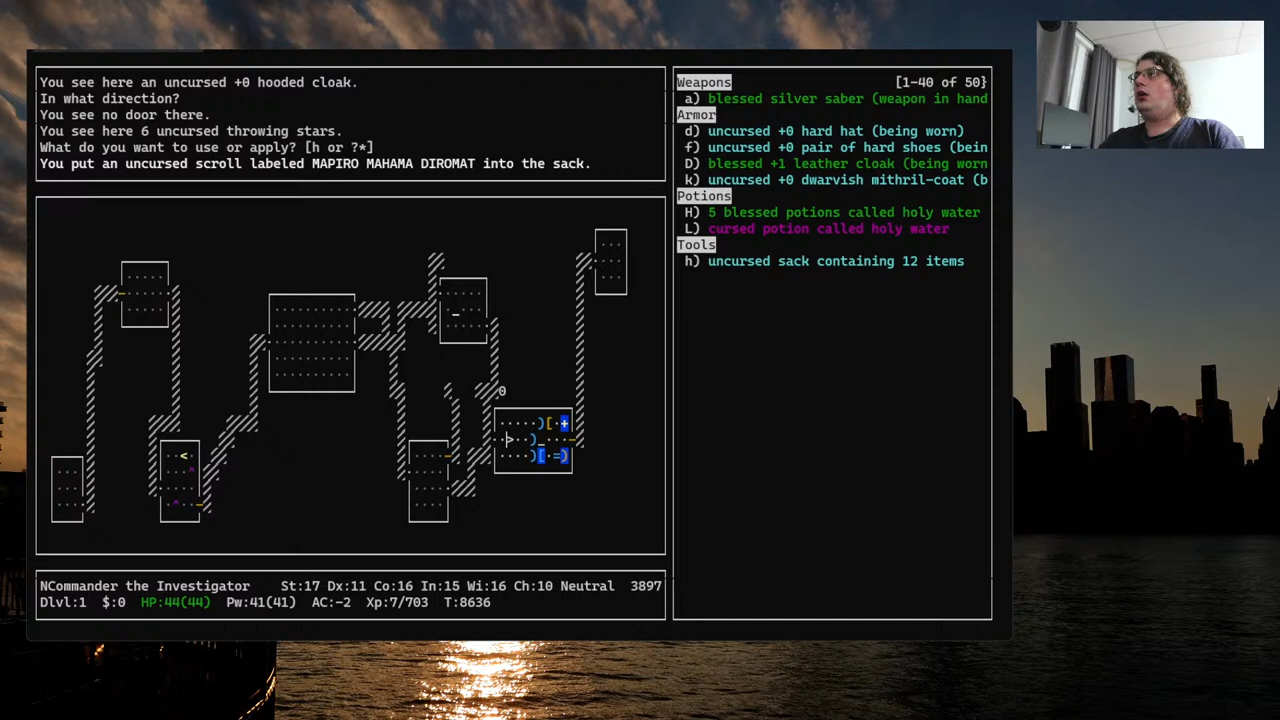 You see here an uncursed +0 hooded cloak.
In what direction?
You see no door there.
You see here 6 uncursed throwing stars.
What do you want to use or apply? [h or ?*]
You put an uncursed scroll labeled MAPIRO MAHAMA DIROMAT into the sack.
Weapons [1-40 of 50}
a) blessed silver saber (weapon in hand
Armor
d) uncursed +0 hard hat (being worn)
f) uncursed +0 pair of hard shoes (bein
D) blessed +1 leather cloak (being worn
k) uncursed +0 dwarvish mithril-coat (b
Potions
H) 5 blessed potions called holy water
L) cursed potion called holy water
Tools
h) uncursed sack containing 12 items
NCommander the Investigator St:17 Dx:11 Co:16 In:15 Wi:16 Ch:10 Neutral 3897
Dlvl:1 $:0 HP:44(44) Pw:41(41) AC:-2 Xp:7/703 T:8636